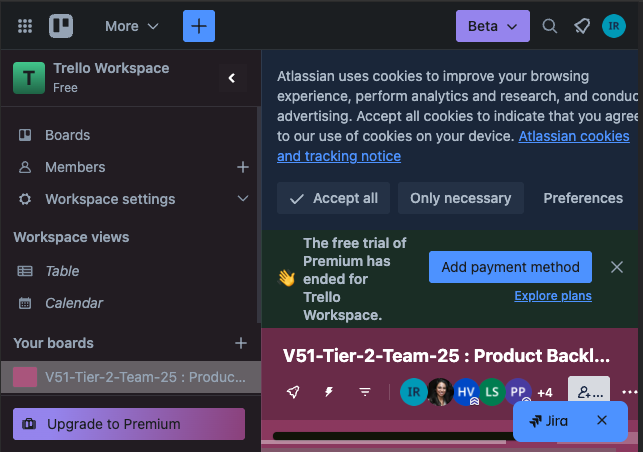 More
Beta
IR
T
Trello Workspace
Free
Boards
Members
Workspace settings
Workspace views
Table
Calendar
Your boards
V51-Tier-2-Team-25 : Produc...
Upgrade to Premium
Atlassian uses cookies to improve your browsing
experience, perform analytics and research, and conduc
advertising. Accept all cookies to indicate that you agree
to our use of cookies on your device. Atlassian cookies
and tracking notice
Accept all
Only necessary
Preferences
The free trial of
Premium has
ended for
Trello
Workspace.
Add payment method
Explore plans
V51-Tier-2-Team-25 : Product Backl...
IR
HV
LS
PP
+4
...
Jira